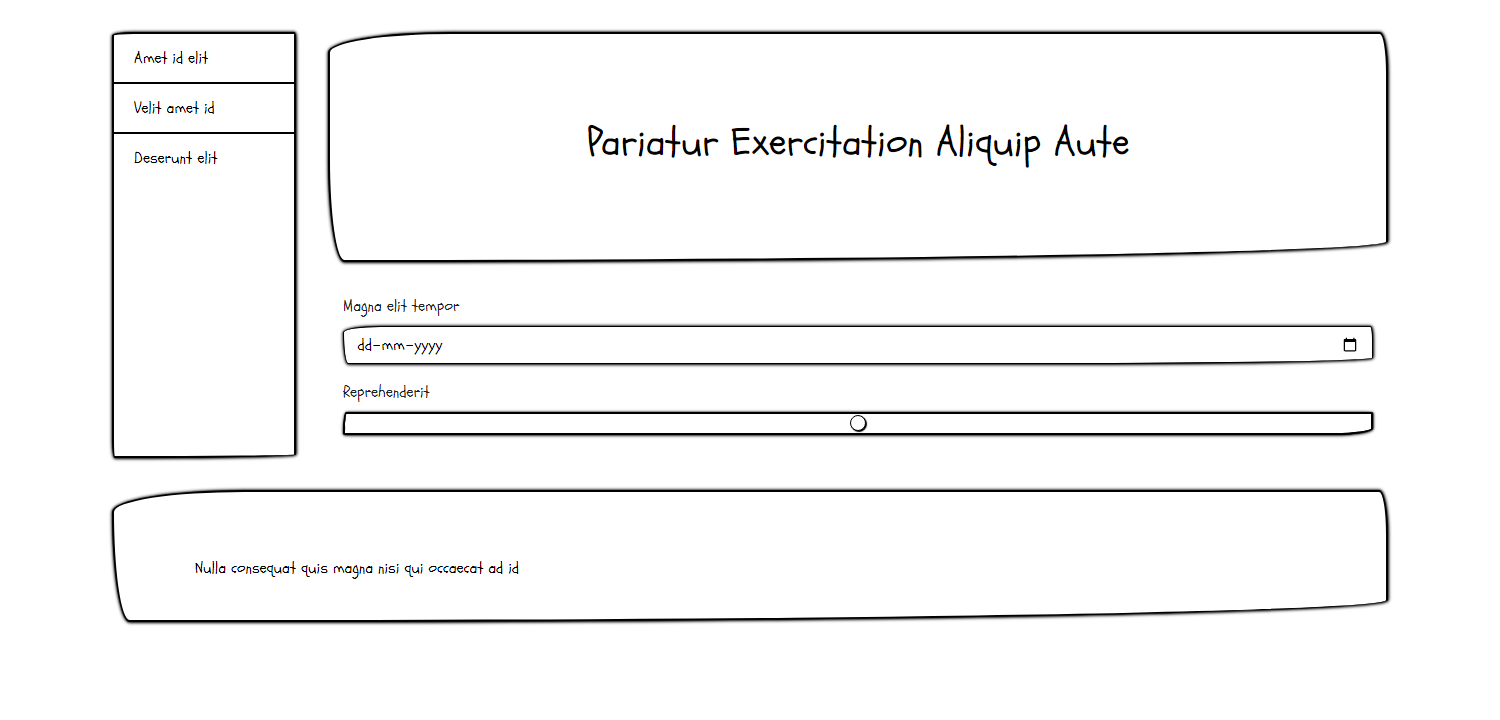 Amet id elit
Velit amet id
Deserunt elit
Pariatur Exercitation Aliquip Aute
Magna elit tempor
dd-mm-yyyy
Reprehenderit
Nulla consequat quis magna nisi qui occaecat ad id